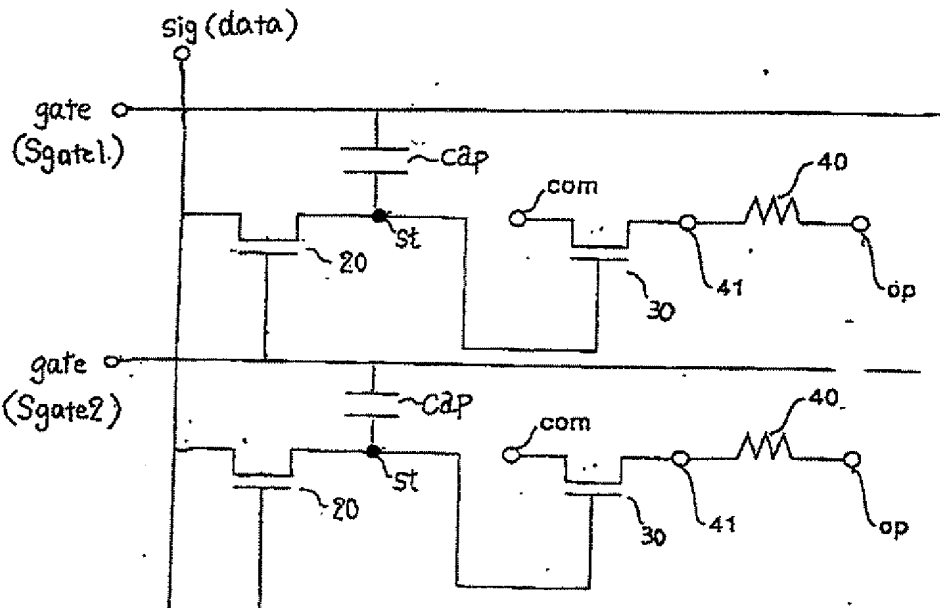 sig (data)
gate
(Sgate1.)
cap
com
40
st
20
30
41
op
gate
(Sgate2)
cap
com
40
st
20
30
41
op